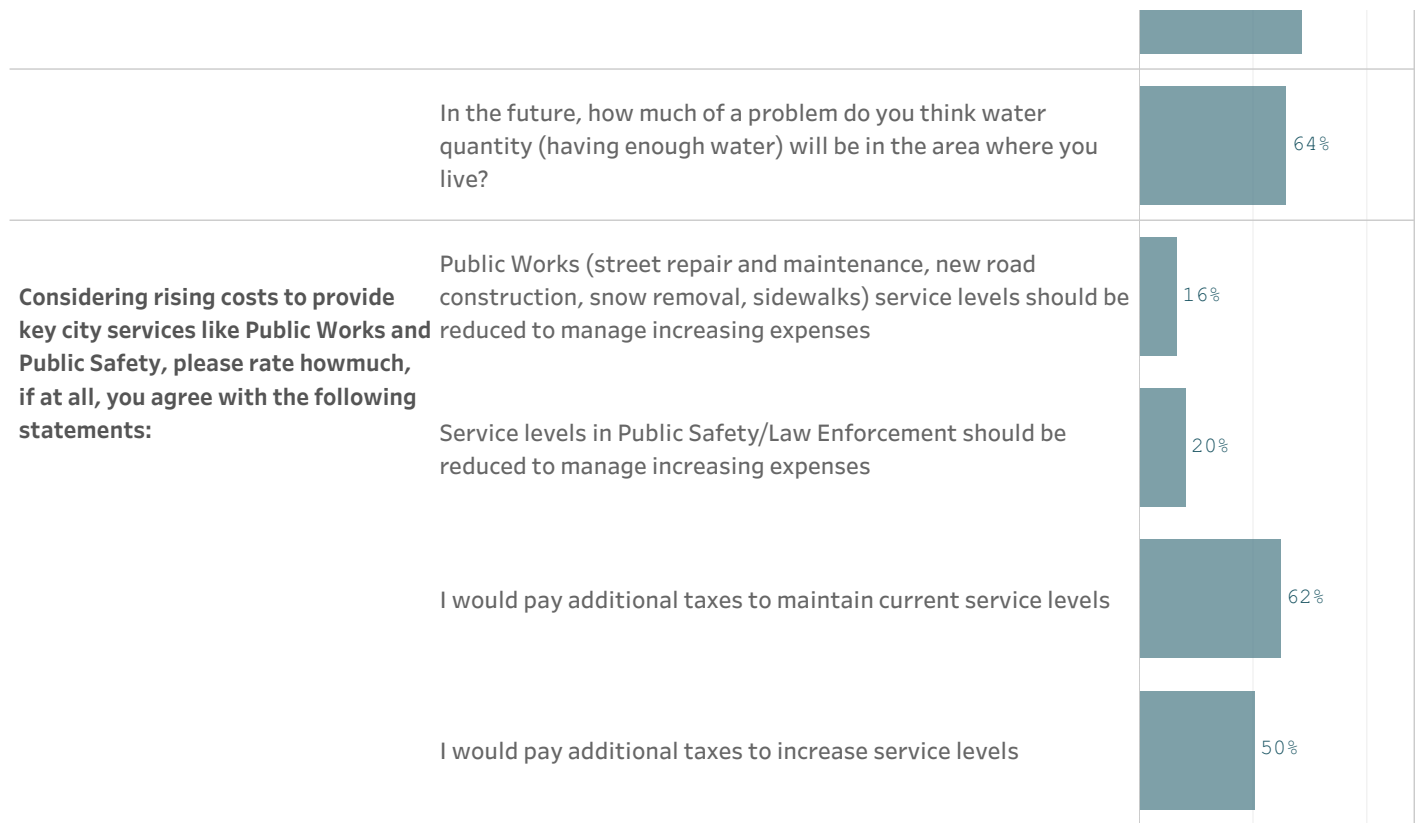 In the future, how much of a problem do you think water
quantity (having enough water) will be in the area where you
live?
64%
Considering rising costs to provide
key city services like Public Works and
Public Safety, please rate howmuch,
if at all, you agree with the following
statements:
Public Works (street repair and maintenance, new road
construction, snow removal, sidewalks) service levels should be
reduced to manage increasing expenses
16%
Service levels in Public Safety/Law Enforcement should be
reduced to manage increasing expenses
20%
I would pay additional taxes to maintain current service levels
62%
I would pay additional taxes to increase service levels
50%